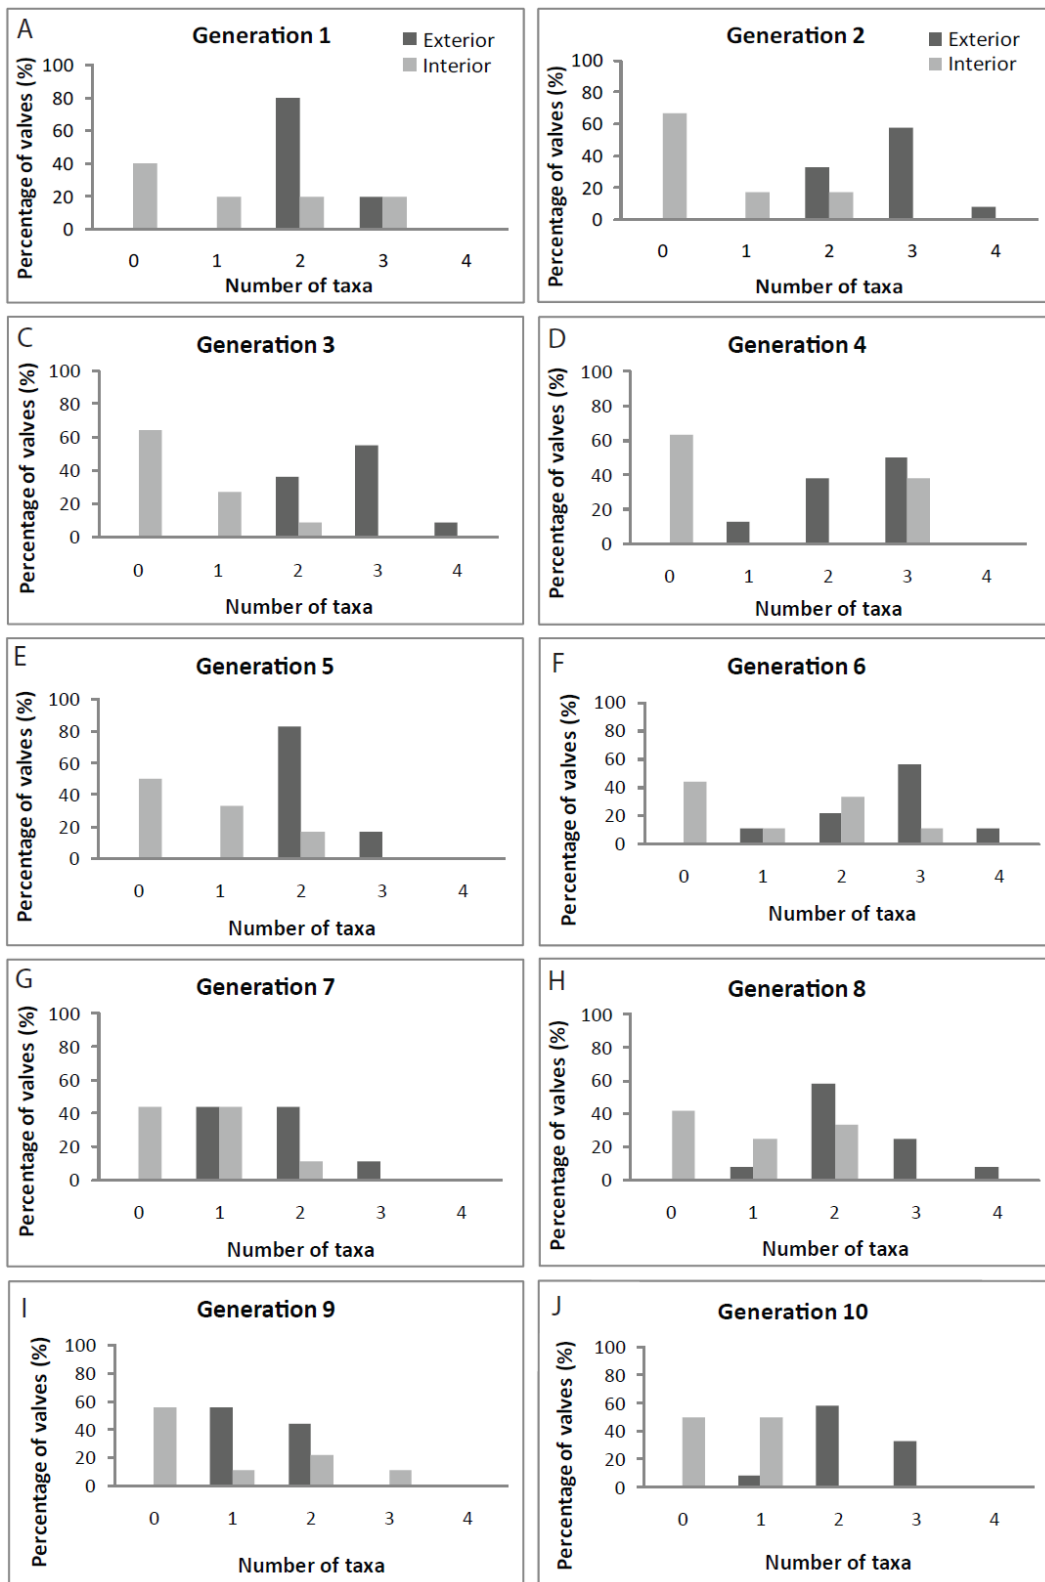 A
Generation 1
Exterior
Interior
Percentage of valves (%)
100
80
60
40
20
0
0 1 2 3 4
Number of taxa
Generation 2
Exterior
Interior
Percentage of valves (%)
100
80
60
40
20
0
0 1 2 3 4
Number of taxa
C
Generation 3
Percentage of valves (%)
100
80
60
40
20
0
0 1 2 3 4
Number of taxa
D
Generation 4
Percentage of valves (%)
100
80
60
40
20
0
0 1 2 3 4
Number of taxa
E
Generation 5
Percentage of valves (%)
100
80
60
40
20
0
0 1 2 3 4
Number of taxa
F
Generation 6
Percentage of valves (%)
100
80
60
40
20
0
0 1 2 3 4
Number of taxa
G
Generation 7
Percentage of valves (%)
100
80
60
40
20
0
0 1 2 3 4
Number of taxa
H
Generation 8
Percentage of valves (%)
100
80
60
40
20
0
0 1 2 3 4
Number of taxa
I
Generation 9
Percentage of valves (%)
100
80
60
40
20
0
0 1 2 3 4
Number of taxa
J
Generation 10
Percentage of valves (%)
100
80
60
40
20
0
0 1 2 3 4
Number of taxa